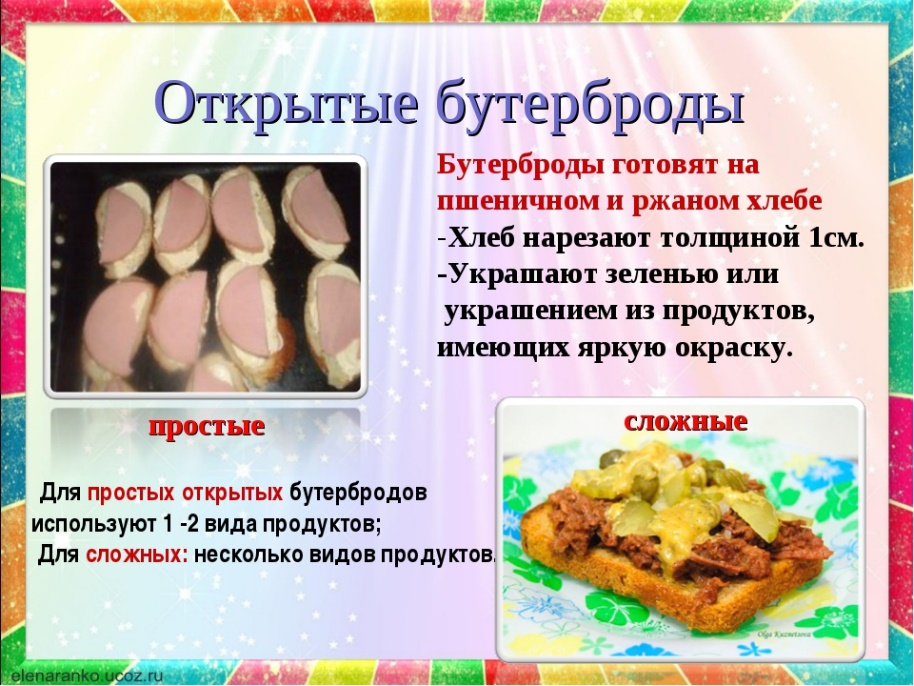 Открытые бутерброды
Бутерброды готовят на
пшеничном и ржаном хлебе
-Хлеб нарезают толщиной 1см.
-Украшают зеленью или
украшением из продуктов,
имеющих яркую окраску.
простые
сложные
Для простых открытых бутербродов
используют 1 -2 вида продуктов;
Для сложных: несколько видов продуктов.
Olga Kuznetsova
elenaranko.ucoz.ru